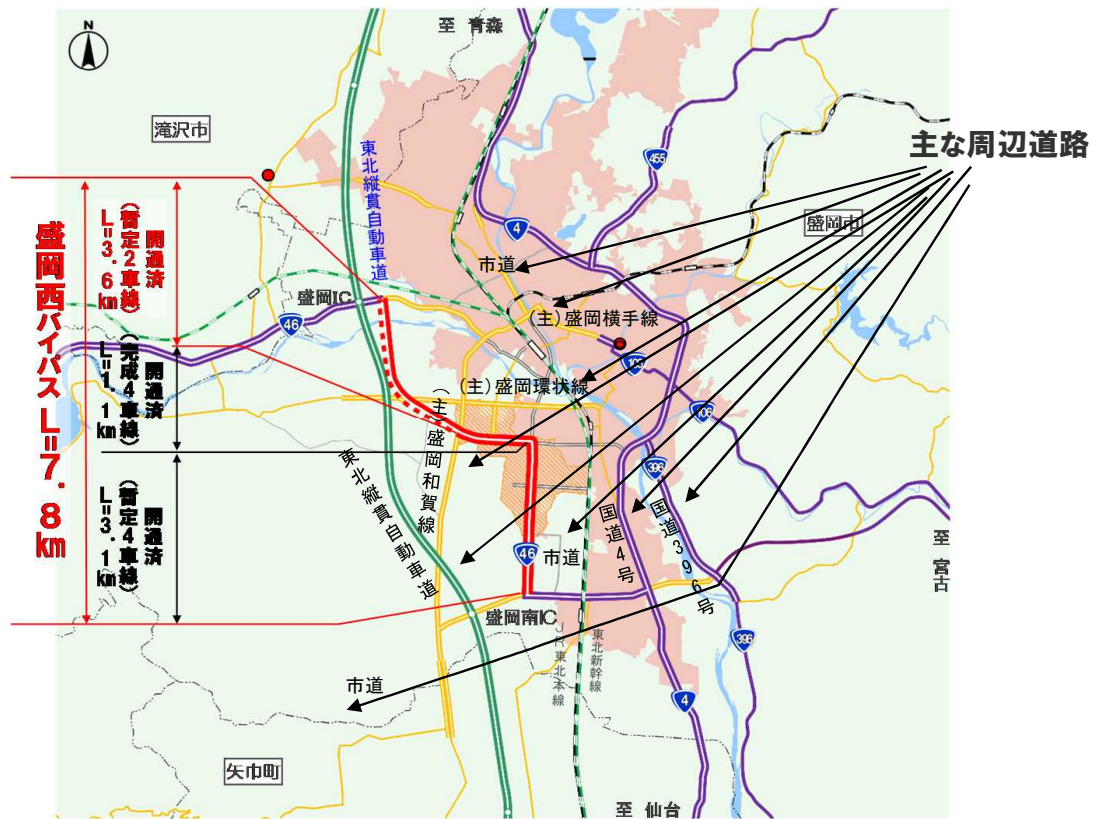 N
至 青森
滝沢市
主な周辺道路
455
東北縦貫自動車道
盛岡市
4
市道
盛岡西バイパス L=7.8km
開通済
(暫定2車線)
L=3.6km
盛岡IC
46
(主)盛岡横手線
開通済
(完成4車線)
L=1.1km
(主)盛岡環状線
106
(主)盛岡和賀線
396
東北縦貫自動車道
開通済
(暫定4車線)
L=3.1km
国道4号
国道396号
46
市道
至 宮古
盛岡南IC
JR東北本線
東北新幹線
396
市道
4
矢巾町
至 仙台